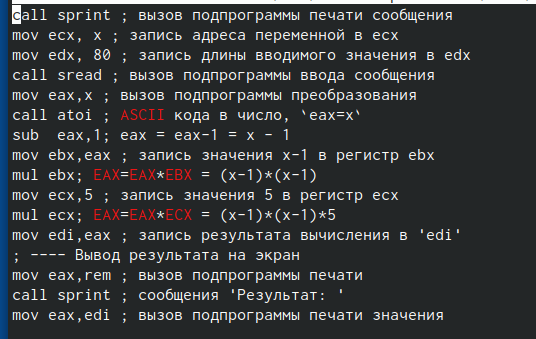 call sprint ; вызов подпрограммы печати сообщения
mov ecx, x ; запись адреса переменной в ecx
mov edx, 80 ; запись длины вводимого значения в edx
call sread ; вызов подпрограммы ввода сообщения
mov eax,x ; вызов подпрограммы преобразования
call atoi ; ASCII кода в число, `eax=x`
sub  eax,1; eax = eax-1 = x - 1
mov ebx,eax ; запись значения x-1 в регистр ebx
mul ebx; EAX=EAX*EBX = (x-1)*(x-1)
mov ecx,5 ; запись значения 5 в регистр ecx
mul ecx; EAX=EAX*ECX = (x-1)*(x-1)*5
mov edi,eax ; запись результата вычисления в 'edi'
; ---- Вывод результата на экран
mov eax,rem ; вызов подпрограммы печати
call sprint ; сообщения 'Результат: '
mov eax,edi ; вызов подпрограммы печати значения